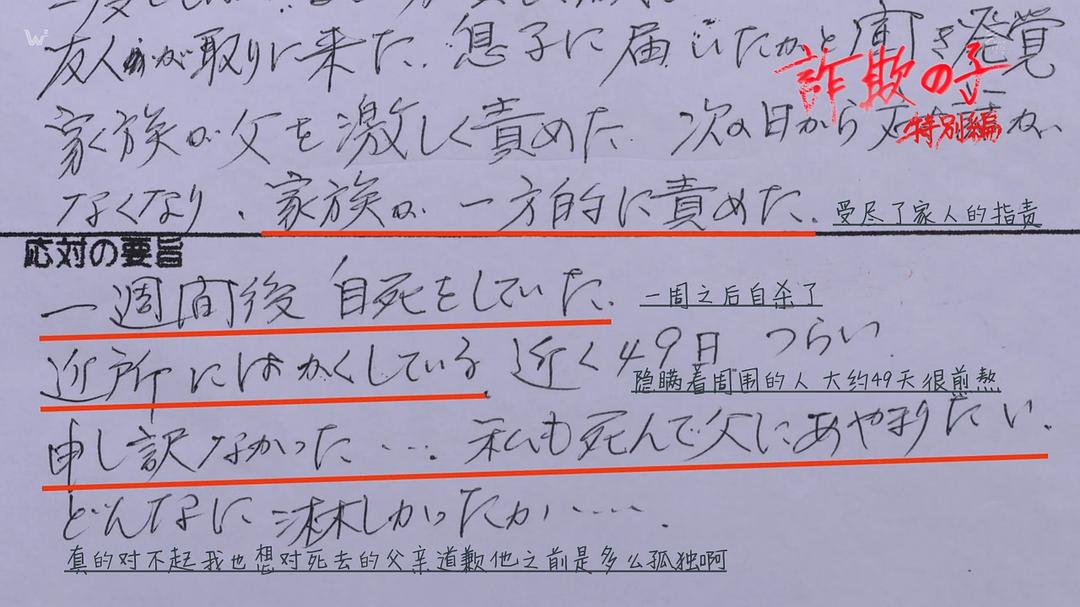 友人が取りに来た。息子に届いたかと聞き発覚
詐欺の子
特別編
家族が父を激しく責めた。次の日から
なくなり、家族が一方的に責めた。
受尽了家人的指责
応対の要旨
一週間後 自死をしていた。
一周之后自杀了
近所にはかくしている。近く49日 つらい
隐瞒着周围的人 大约49天很煎熬
申し訳なかった…。私も死んで父にあやまりたい。
どんなに淋しかったか……。
真的对不起我也想对死去的父亲道歉他之前是多么孤独啊